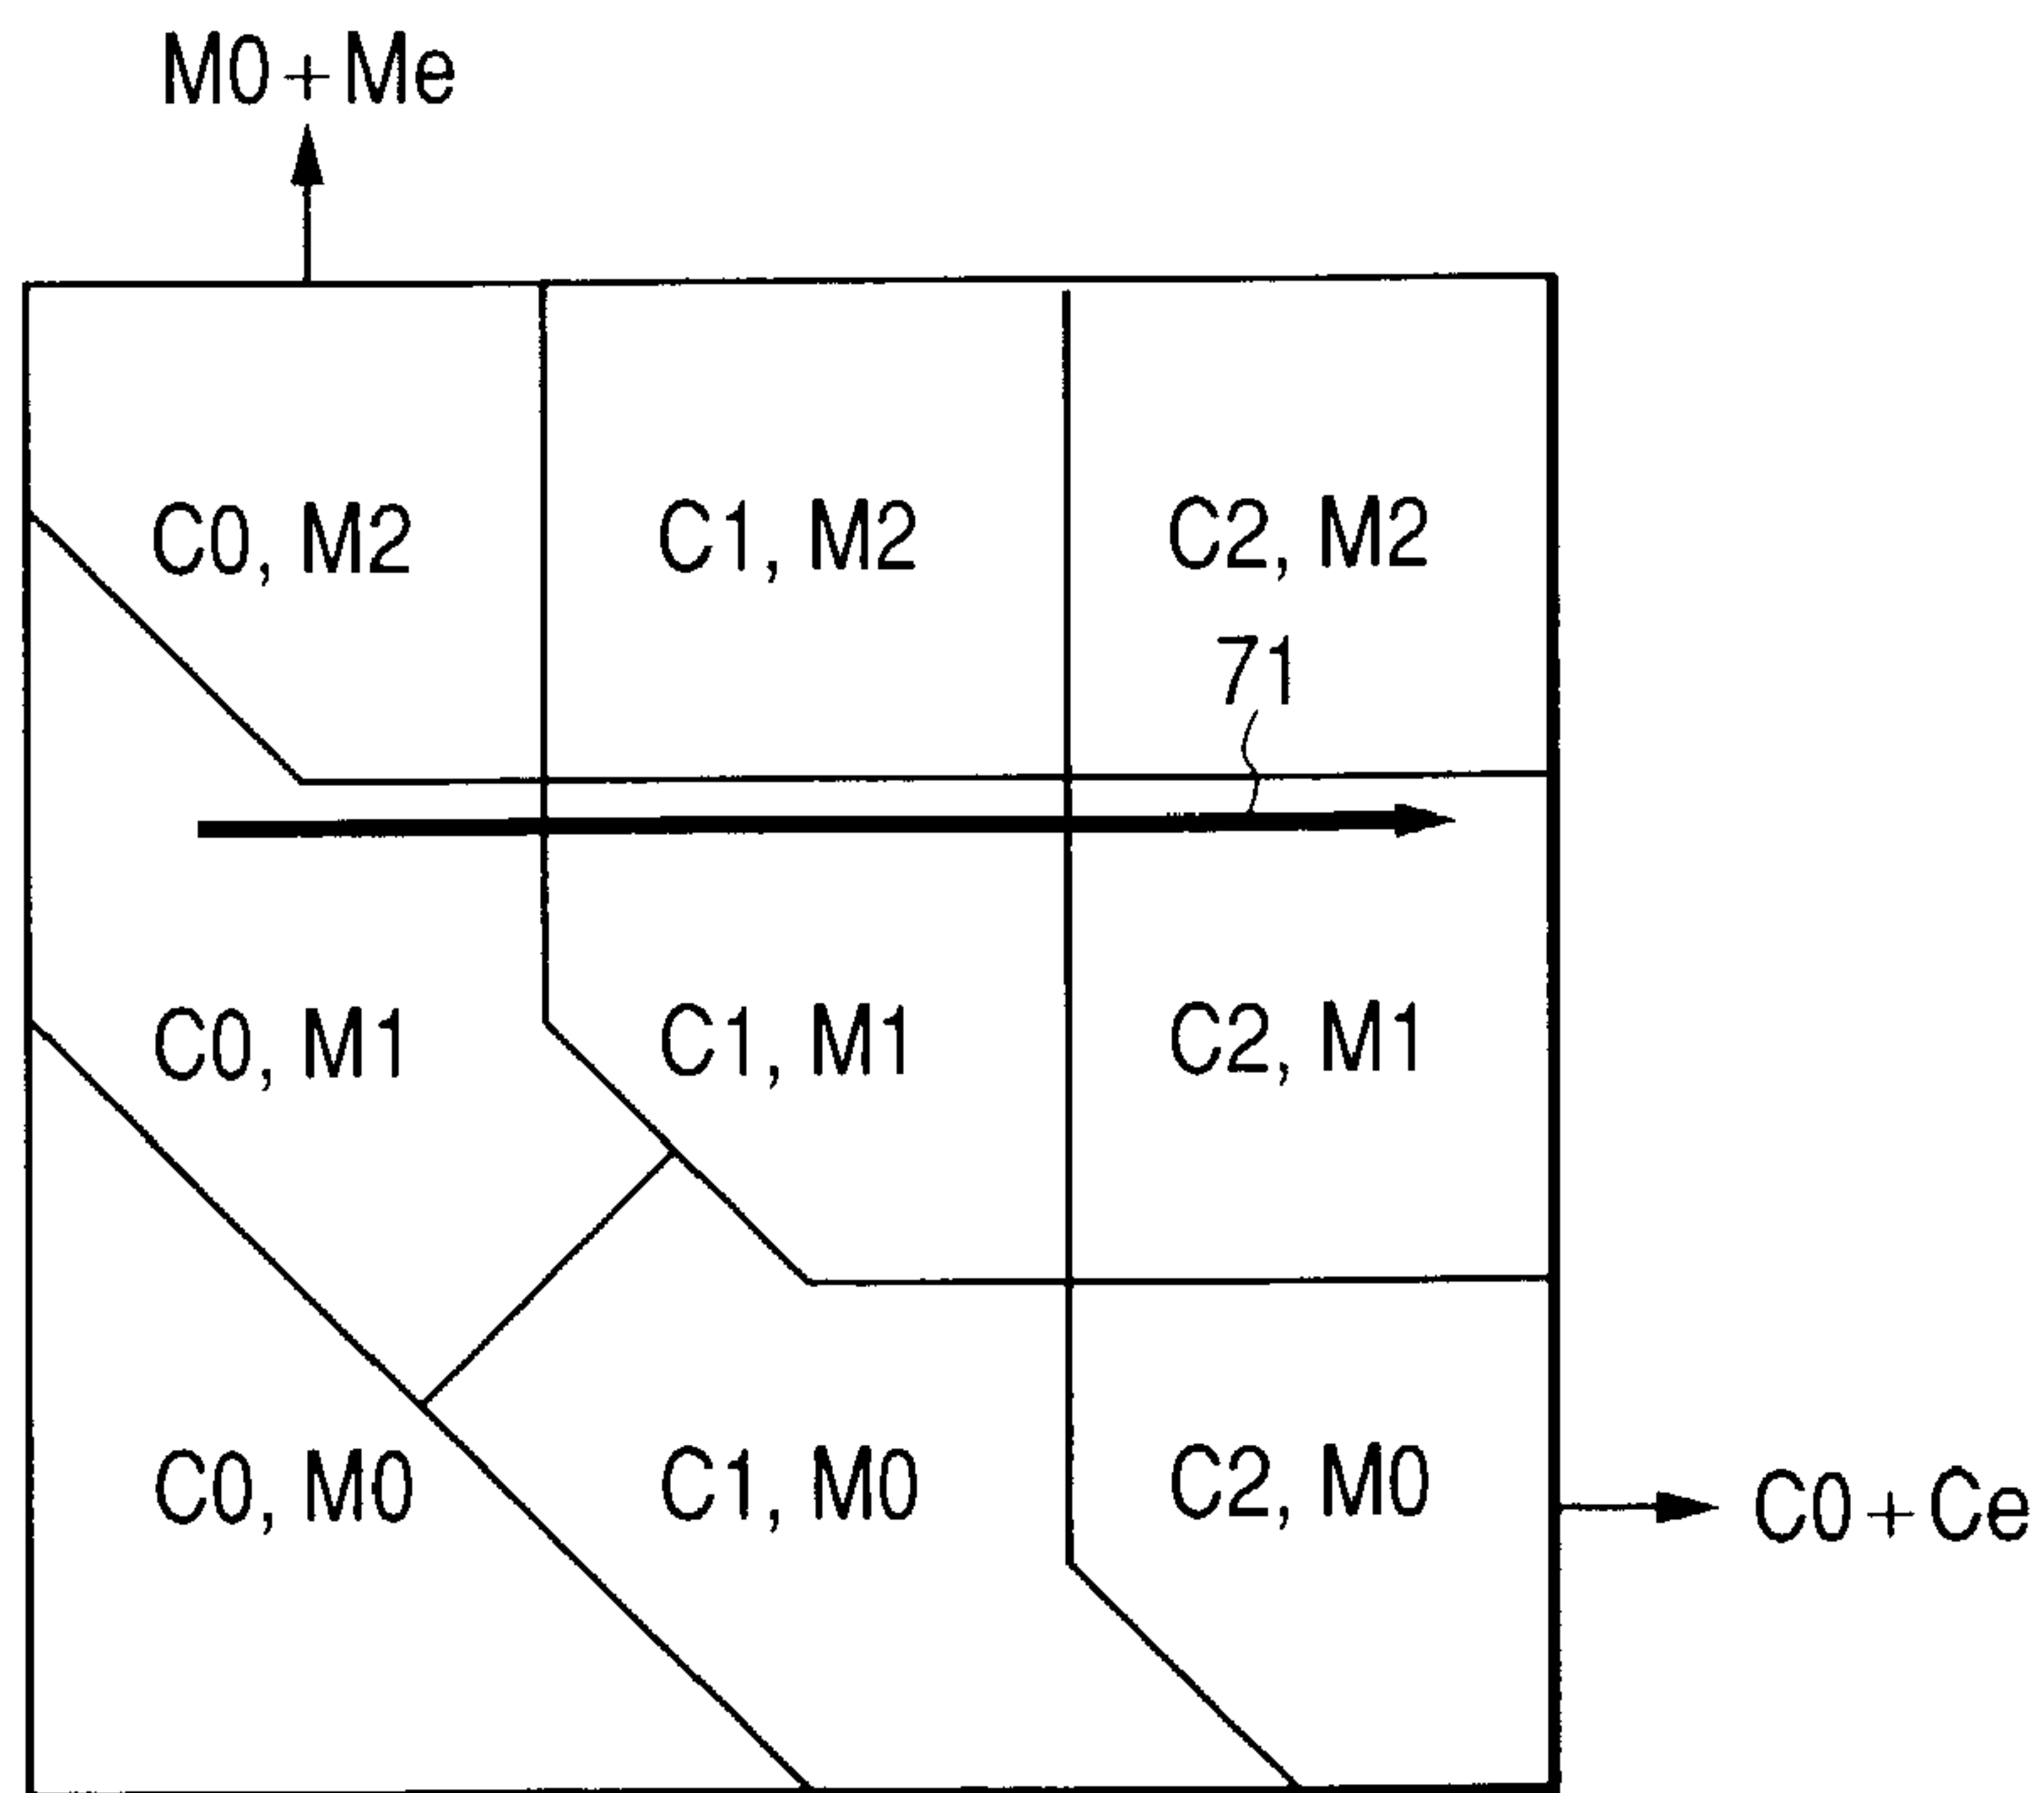 M0+Me
C0, M2
C1, M2
C2, M2
71
C0, M1
C1, M1
C2, M1
C0, M0
C1, M0
C2, M0
C0+Ce